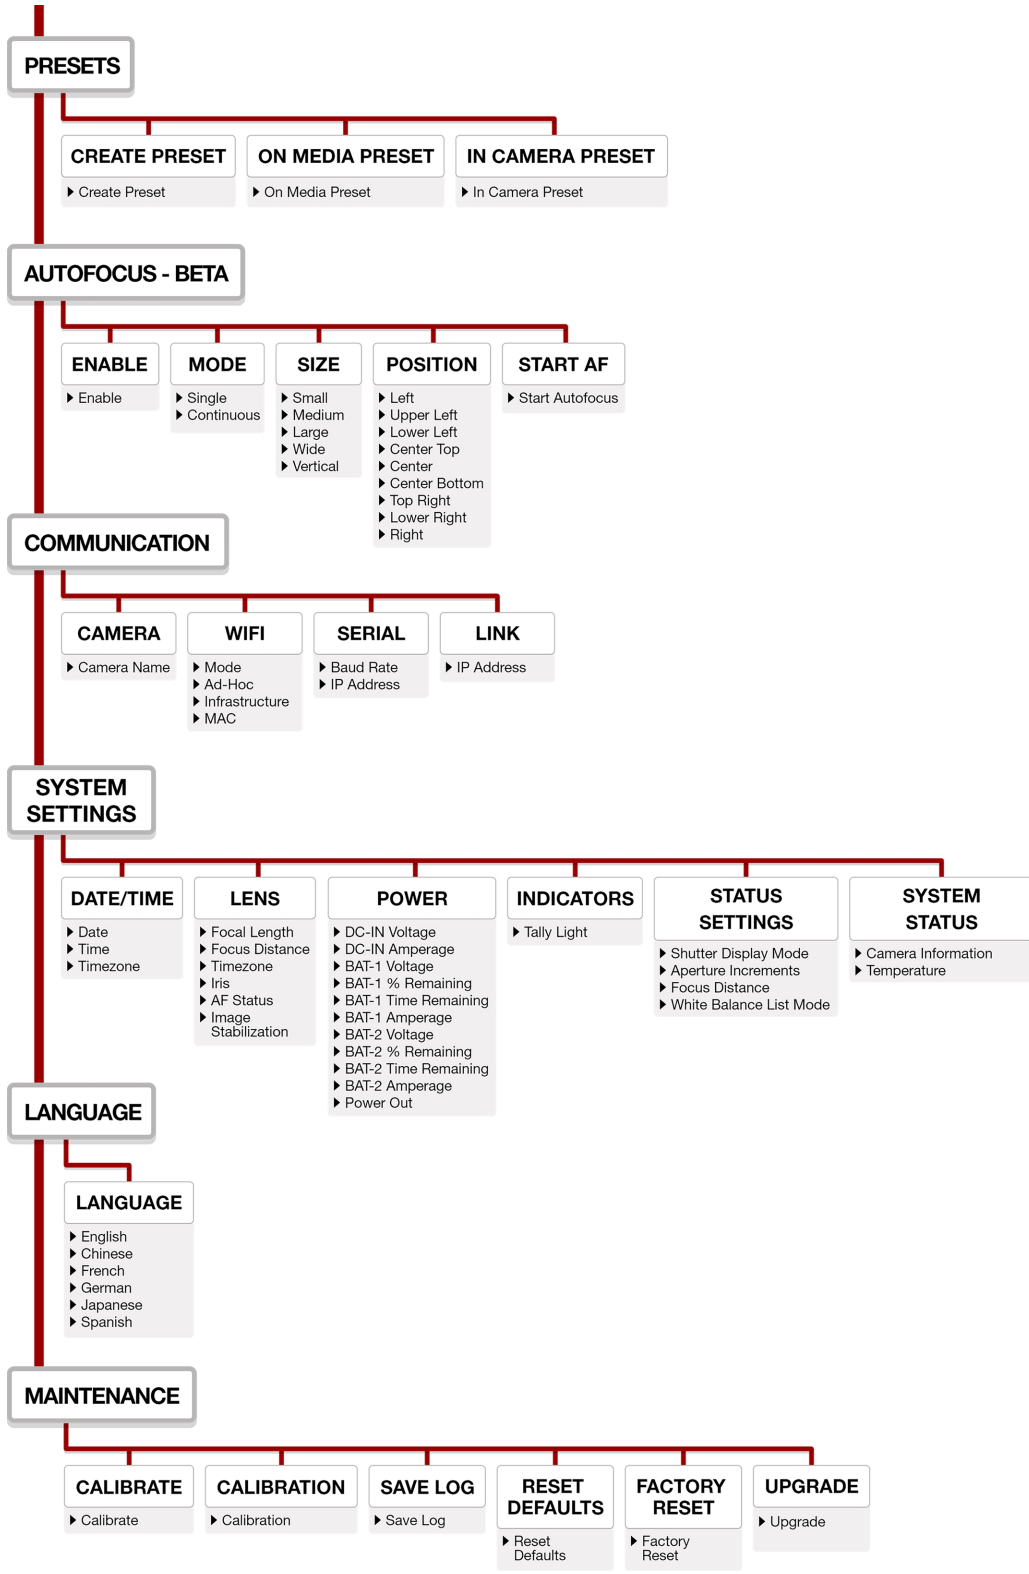 PRESETS
CREATE PRESET
Create Preset
ON MEDIA PRESET
On Media Preset
IN CAMERA PRESET
In Camera Preset
AUTOFOCUS - BETA
ENABLE
Enable
MODE
Single
Continuous
SIZE
Small
Medium
Large
Wide
Vertical
POSITION
Left
Upper Left
Lower Left
Center Top
Center
Center Bottom
Top Right
Lower Right
Right
START AF
Start Autofocus
COMMUNICATION
CAMERA
Camera Name
WIFI
Mode
Ad-Hoc
Infrastructure
MAC
SERIAL
Baud Rate
IP Address
LINK
IP Address
SYSTEM
SETTINGS
DATE/TIME
Date
Time
Timezone
LENS
Focal Length
Focus Distance
Timezone
Iris
AF Status
Image
Stabilization
POWER
DC-IN Voltage
DC-IN Amperage
BAT-1 Voltage
BAT-1 % Remaining
BAT-1 Time Remaining
BAT-1 Amperage
BAT-2 Voltage
BAT-2 % Remaining
BAT-2 Time Remaining
BAT-2 Amperage
Power Out
INDICATORS
Tally Light
STATUS
SETTINGS
Shutter Display Mode
Aperture Increments
Focus Distance
White Balance List Mode
SYSTEM
STATUS
Camera Information
Temperature
LANGUAGE
LANGUAGE
English
Chinese
French
German
Japanese
Spanish
MAINTENANCE
CALIBRATE
Calibrate
CALIBRATION
Calibration
SAVE LOG
Save Log
RESET
DEFAULTS
Reset
Defaults
FACTORY
RESET
Factory
Reset
UPGRADE
Upgrade